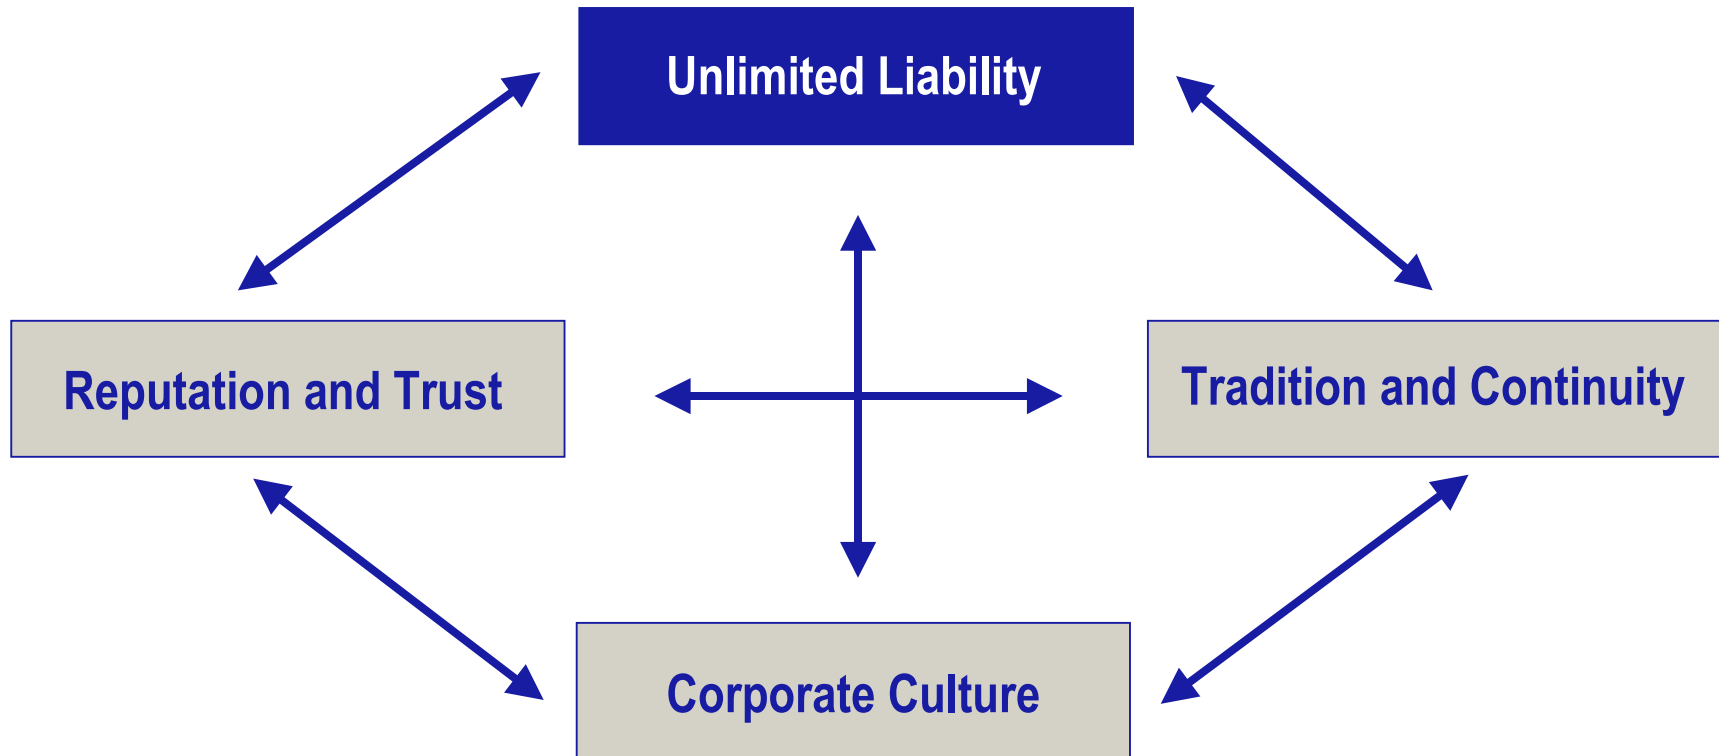 Unlimited Liability
Reputation and Trust
Tradition and Continuity
Corporate Culture